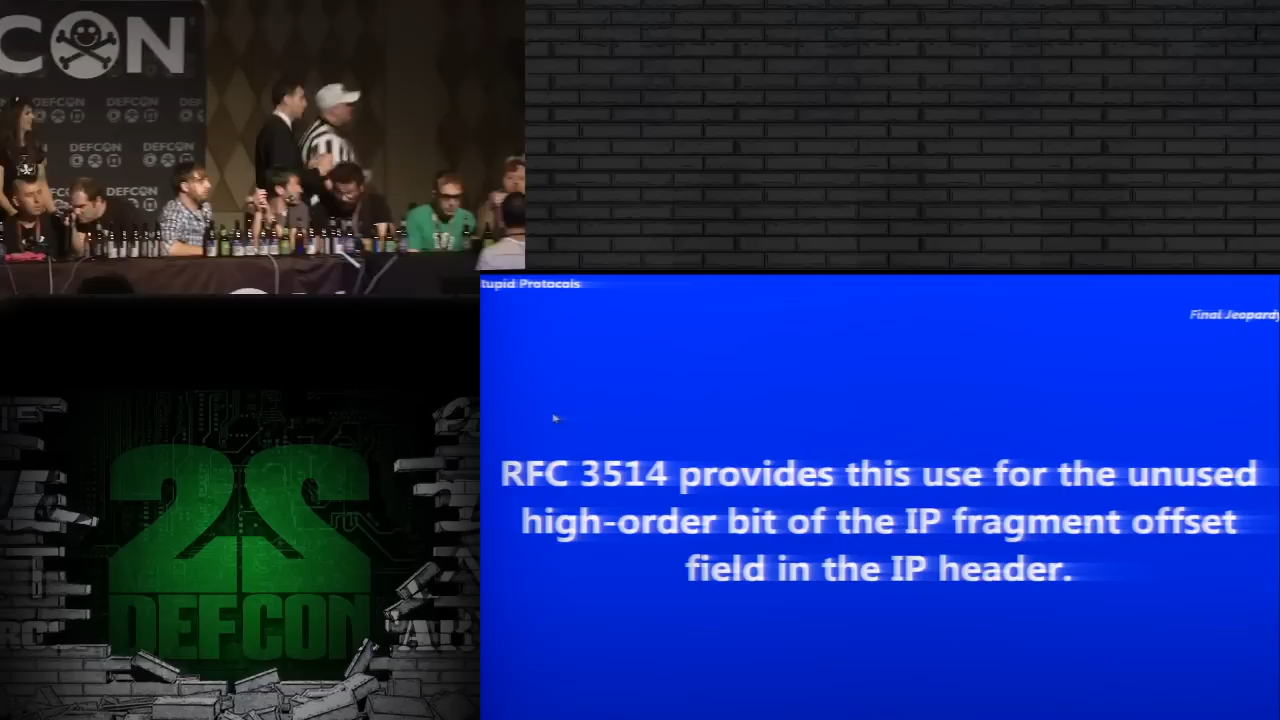 CON
DEFCON
DEFCON
DEFCON
DEFCON
DEFCON
tupid Protocols
Final Jeopardy
RFC 3514 provides this use for the unused
high-order bit of the IP fragment offset
field in the IP header.
22
DEFCON